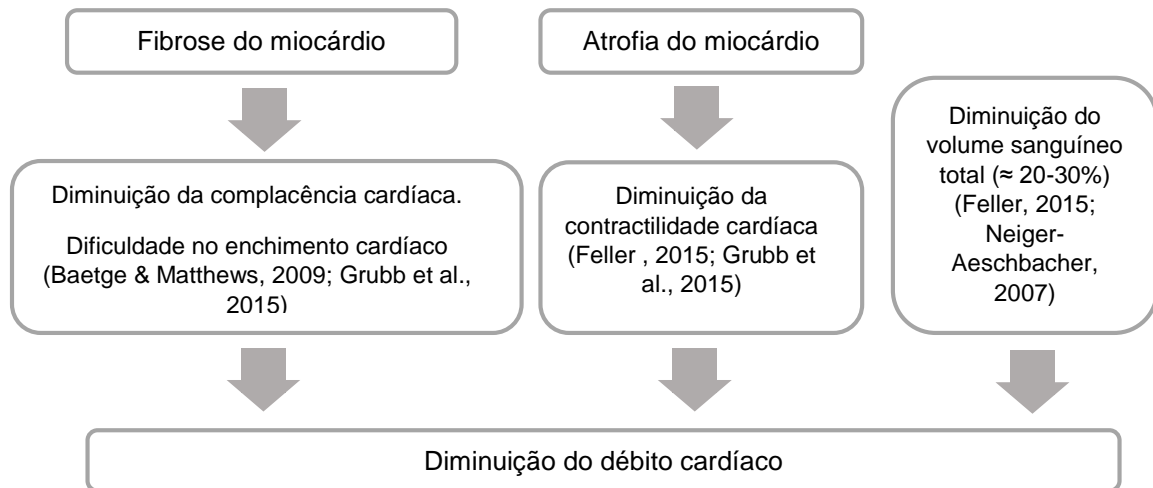 Fibrose do miocárdio
Atrofia do miocárdio
Diminuição da complacência cardíaca.
Dificuldade no enchimento cardíaco
(Baetge & Matthews, 2009; Grubb et al.,
2015)
Diminuição da
contractilidade cardíaca
(Feller , 2015; Grubb et
al., 2015)
Diminuição do
volume sanguíneo
total (≈ 20-30%)
(Feller, 2015;
Neiger-
Aeschbacher,
2007)
Diminuição do débito cardíaco